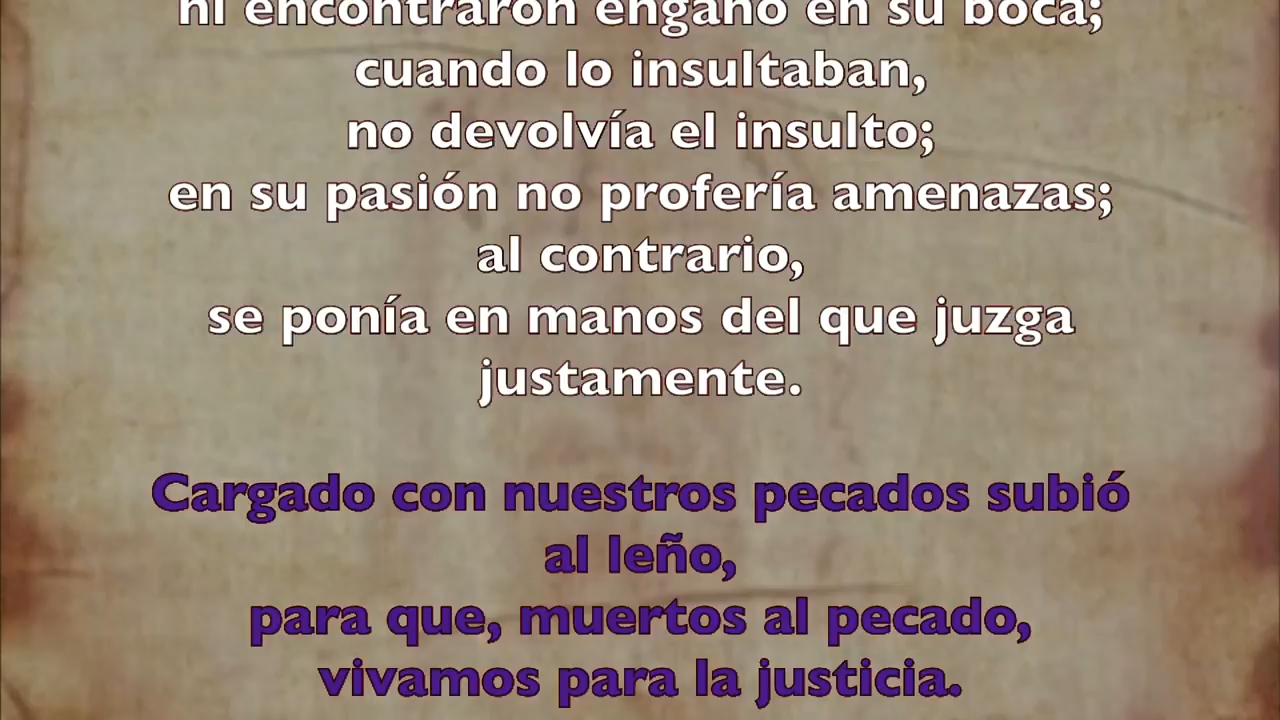 ni encontraron engaño en su boca;
cuando lo insultaban,
no devolvía el insulto;
en su pasión no profería amenazas;
al contrario,
se ponía en manos del que juzga
justamente.
Cargado con nuestros pecados subió
al leño,
para que, muertos al pecado,
vivamos para la justicia.